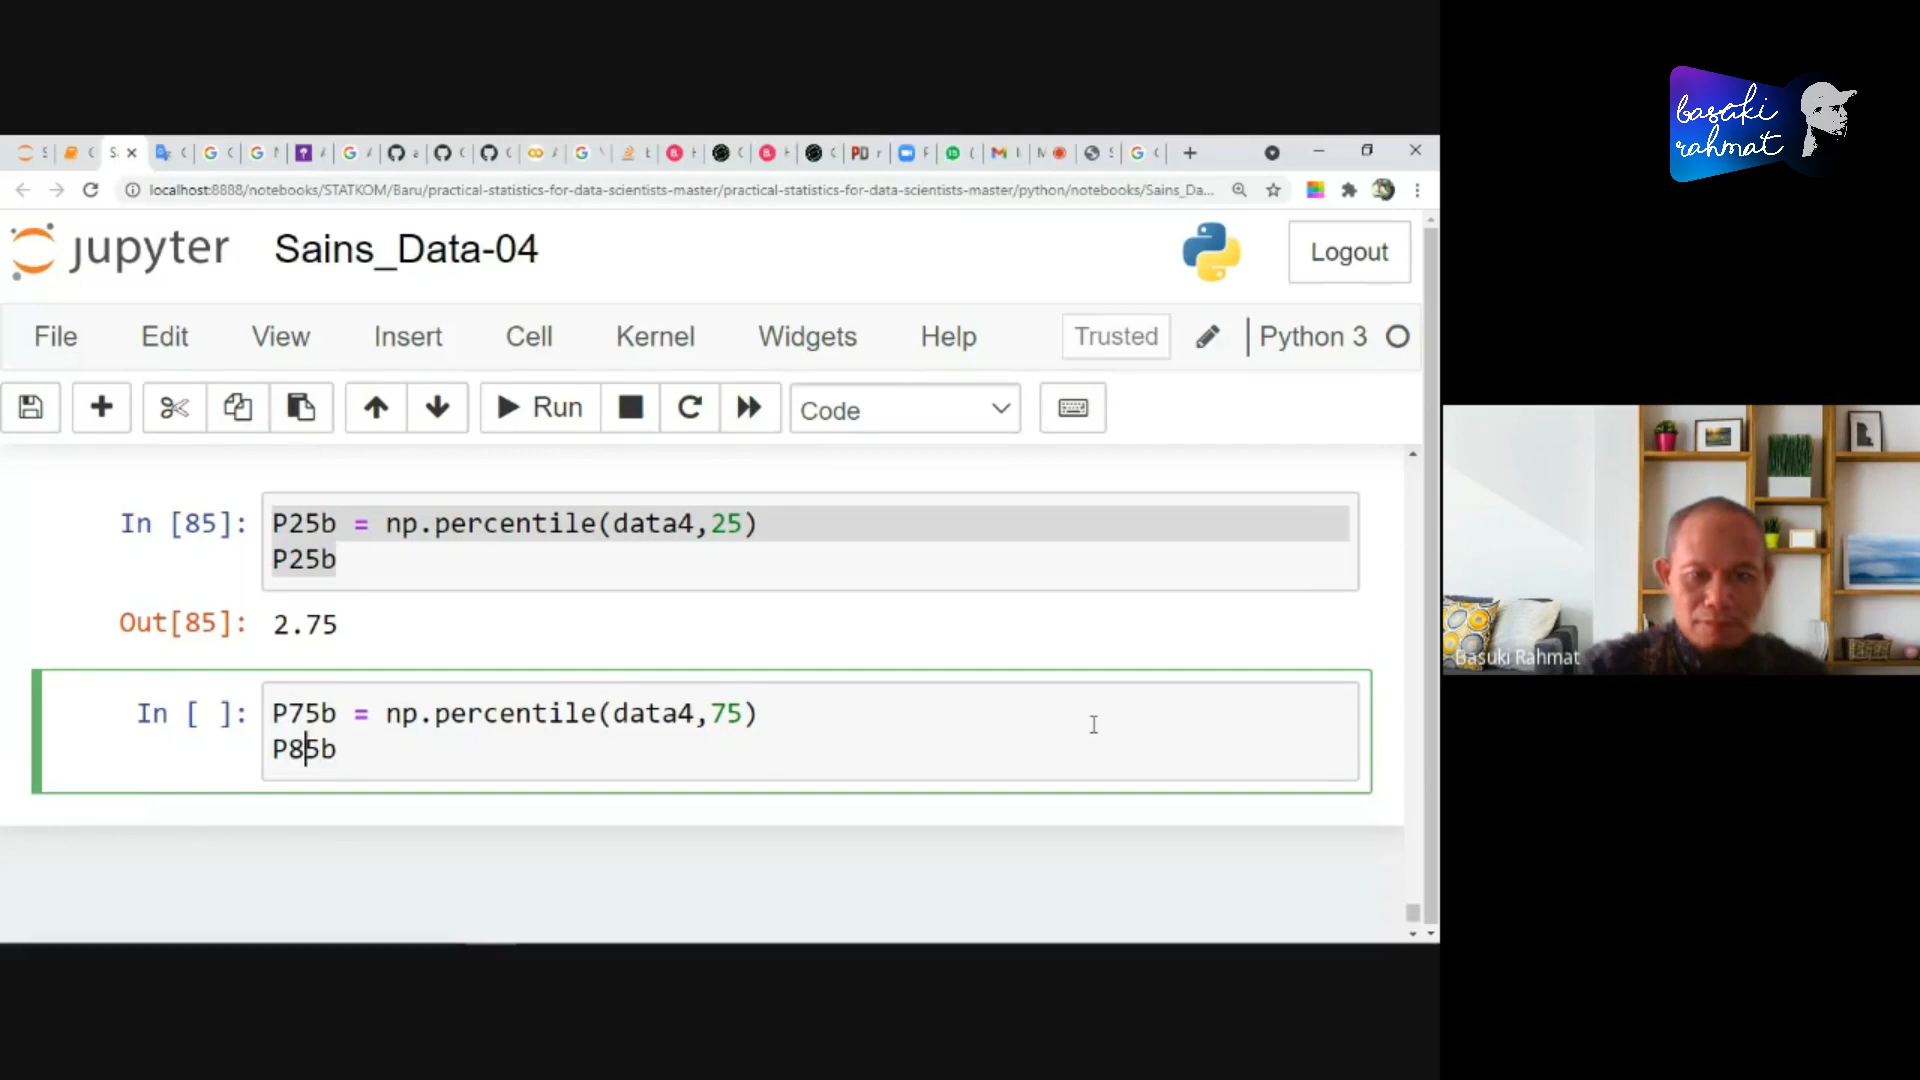 basuki
rahmat
localhost:8888/notebooks/STATKOM/Baru/practical-statistics-for-data-scientists-master/practical-statistics-for-data-scientists-master/python/notebooks/Sains_Da...
jupyter Sains_Data-04 Logout
File Edit View Insert Cell Kernel Widgets Help Trusted Python 3
Run Code
In [85]: P25b = np.percentile(data4,25)
P25b
Out[85]: 2.75
In [ ]: P75b = np.percentile(data4,75)
P85b
Basuki Rahmat